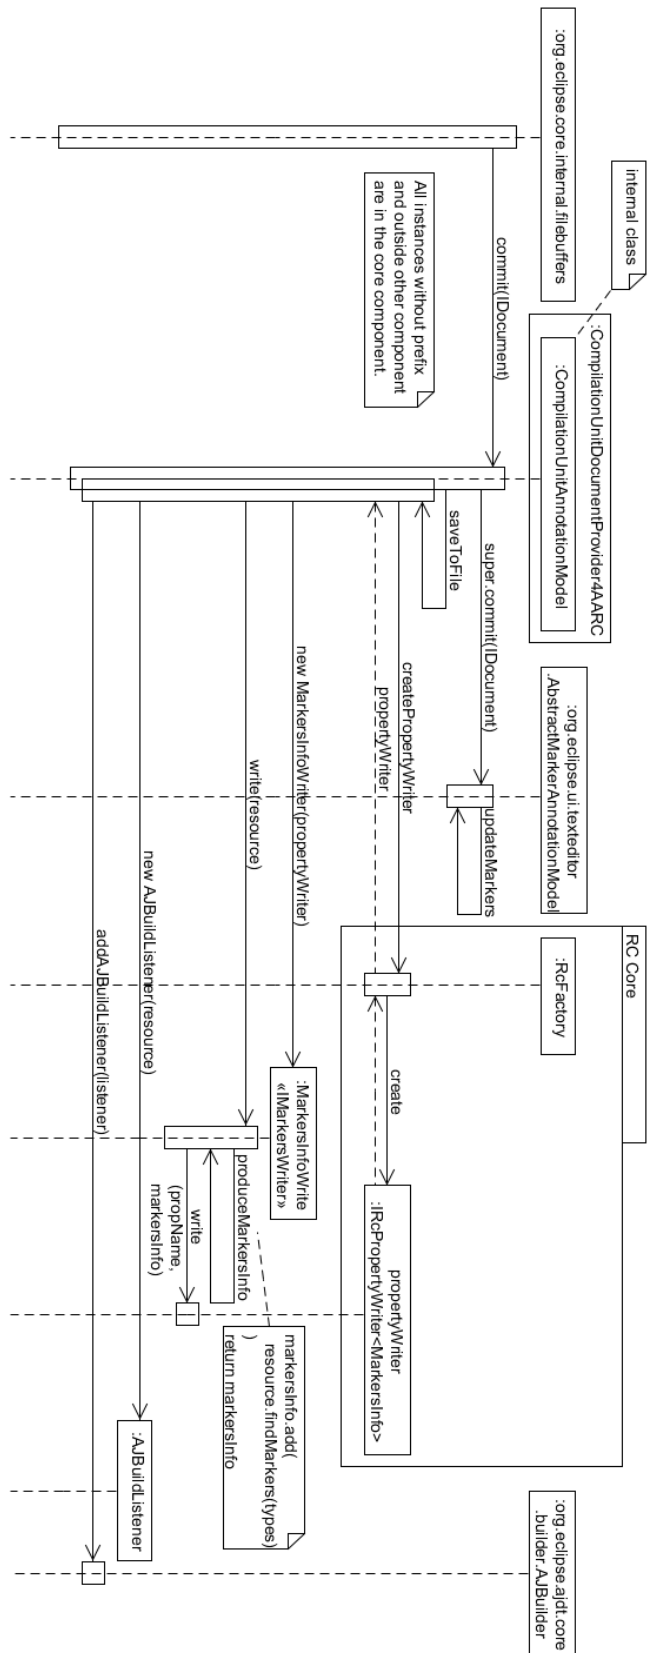 :org.eclipse.core.internal.filebuffers
internal class
:CompilationUnitDocumentProvider4AARC
:CompilationUnitAnnotationModel
:org.eclipse.ui.texteditor
.AbstractMarkerAnnotationModel
RC Core
:RcFactory
:org.eclipse.ajdt.core
.builder.AJBuilder
commit(IDocument)
All instances without prefix
and outside other component
are in the core component.
super.commit(IDocument)
updateMarkers
saveToFile
createPropertyWriter
create
propertyWriter
:IRcPropertyWriter<MarkersInfo>
propertyWriter
new MarkersInfoWriter(propertyWriter)
:MarkersInfoWrite
«IMarkersWriter»
write(resource)
produceMarkersInfo
markersInfo.add(
resource.findMarkers(types)
)
return markersInfo
write
(propName,
markersInfo)
new AJBuildListener(resource)
:AJBuildListener
addAJBuildListener(listener)